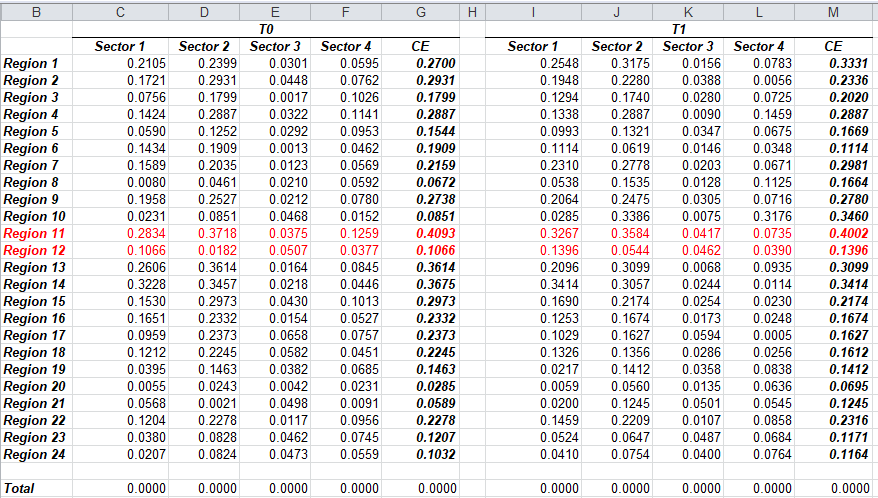 B C D E F G H I J K L M
T0 T1
Sector 1 Sector 2 Sector 3 Sector 4 CE Sector 1 Sector 2 Sector 3 Sector 4 CE
Region 1 0.2105 0.2399 0.0301 0.0595 0.2700 0.2548 0.3175 0.0156 0.0783 0.3331
Region 2 0.1721 0.2931 0.0448 0.0762 0.2931 0.1948 0.2280 0.0388 0.0056 0.2336
Region 3 0.0756 0.1799 0.0017 0.1026 0.1799 0.1294 0.1740 0.0280 0.0725 0.2020
Region 4 0.1424 0.2887 0.0322 0.1141 0.2887 0.1338 0.2887 0.0090 0.1459 0.2887
Region 5 0.0590 0.1252 0.0292 0.0953 0.1544 0.0993 0.1321 0.0347 0.0675 0.1669
Region 6 0.1434 0.1909 0.0013 0.0462 0.1909 0.1114 0.0619 0.0146 0.0348 0.1114
Region 7 0.1589 0.2035 0.0123 0.0569 0.2159 0.2310 0.2778 0.0203 0.0671 0.2981
Region 8 0.0080 0.0461 0.0210 0.0592 0.0672 0.0538 0.1535 0.0128 0.1125 0.1664
Region 9 0.1958 0.2527 0.0212 0.0780 0.2738 0.2064 0.2475 0.0305 0.0716 0.2780
Region 10 0.0231 0.0851 0.0468 0.0152 0.0851 0.0285 0.3386 0.0075 0.3176 0.3460
Region 11 0.2834 0.3718 0.0375 0.1259 0.4093 0.3267 0.3584 0.0417 0.0735 0.4002
Region 12 0.1066 0.0182 0.0507 0.0377 0.1066 0.1396 0.0544 0.0462 0.0390 0.1396
Region 13 0.2606 0.3614 0.0164 0.0845 0.3614 0.2096 0.3099 0.0068 0.0935 0.3099
Region 14 0.3228 0.3457 0.0218 0.0446 0.3675 0.3414 0.3057 0.0244 0.0114 0.3414
Region 15 0.1530 0.2973 0.0430 0.1013 0.2973 0.1690 0.2174 0.0254 0.0230 0.2174
Region 16 0.1651 0.2332 0.0154 0.0527 0.2332 0.1253 0.1674 0.0173 0.0248 0.1674
Region 17 0.0959 0.2373 0.0658 0.0757 0.2373 0.1029 0.1627 0.0594 0.0005 0.1627
Region 18 0.1212 0.2245 0.0582 0.0451 0.2245 0.1326 0.1356 0.0286 0.0256 0.1612
Region 19 0.0395 0.1463 0.0382 0.0685 0.1463 0.0217 0.1412 0.0358 0.0838 0.1412
Region 20 0.0055 0.0243 0.0042 0.0231 0.0285 0.0059 0.0560 0.0135 0.0636 0.0695
Region 21 0.0568 0.0021 0.0498 0.0091 0.0589 0.0200 0.1245 0.0501 0.0545 0.1245
Region 22 0.1204 0.2278 0.0117 0.0956 0.2278 0.1459 0.2209 0.0107 0.0858 0.2316
Region 23 0.0380 0.0828 0.0462 0.0745 0.1207 0.0524 0.0647 0.0487 0.0684 0.1171
Region 24 0.0207 0.0824 0.0473 0.0559 0.1032 0.0410 0.0754 0.0400 0.0764 0.1164
Total 0.0000 0.0000 0.0000 0.0000 0.0000 0.0000 0.0000 0.0000 0.0000 0.0000